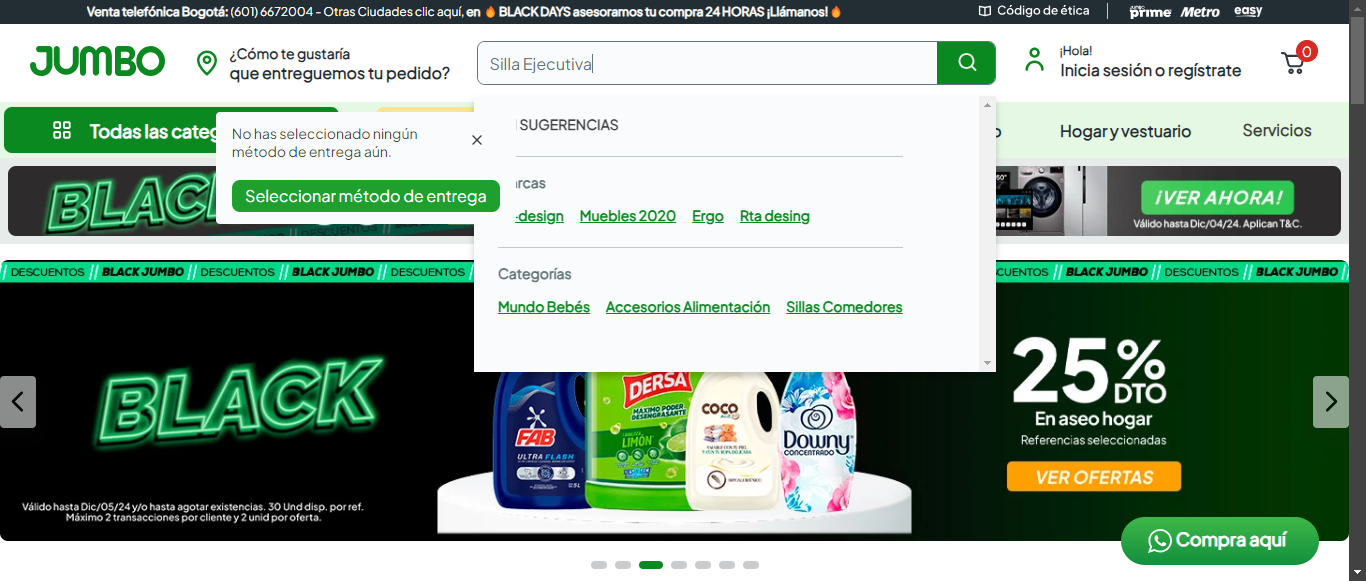 Venta telefónica Bogotá: (601) 6672004 - Otras Ciudades clic aquí, en 🔥 BLACK DAYS asesoramos tu compra 24 HORAS ¡Llámanos!🔥
Código de ética
JUMBO prime
Metro
easy
JUMBO
¿Cómo te gustaría
que entreguemos tu pedido?
Silla Ejecutiva
¡Hola!
Inicia sesión o regístrate
0
Todas las categ
No has seleccionado ningún
método de entrega aún.
Seleccionar método de entrega
SUGERENCIAS
rcas
-design
Muebles 2020
Ergo
Rta desing
Categorías
Mundo Bebés
Accesorios Alimentación
Sillas Comedores
o
Hogar y vestuario
Servicios
BLACK
¡VER AHORA!
Válido hasta Dic/04/24. Aplican T&C.
DESCUENTOS // BLACK JUMBO // DESCUENTOS // BLACK JUMBO // DESCUENTOS //
CUENTOS // BLACK JUMBO // DESCUENTOS // BLACK JUMBO //
BLACK
Válido hasta Dic/05/24 y/o hasta agotar existencias. 30 Und disp. por ref.
Máximo 2 transacciones por cliente y 2 unid por oferta.
FAB
ULTRA FLASH
DERSA
MÁXIMO PODER
DESENGRASANTE
LIMÓN
COCO
Downy
CONCENTRADO
25%
DTO
En aseo hogar
Referencias seleccionadas
VER OFERTAS
Compra aquí